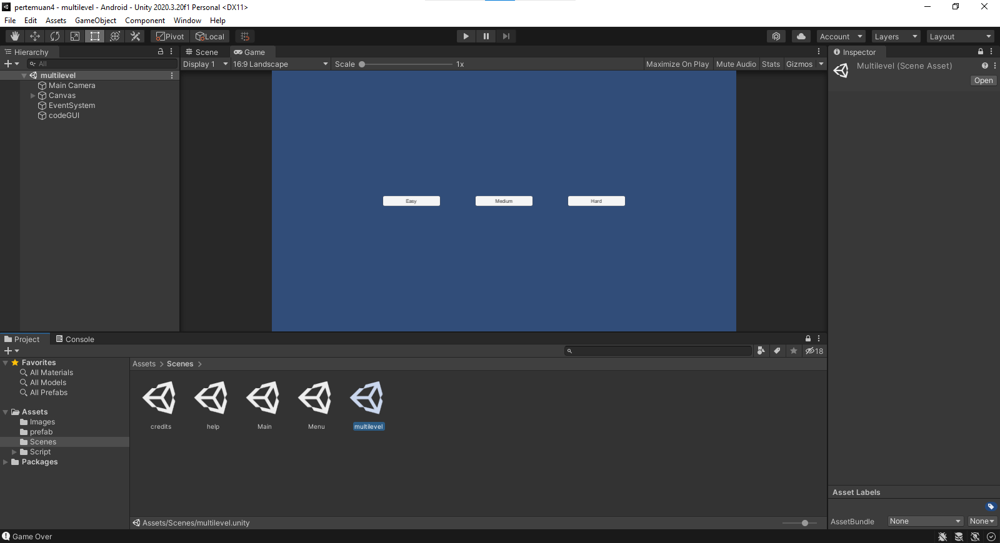 pertemuan4 - multilevel - Android - Unity 2020.3.20f1 Personal <DX11>
File Edit Assets GameObject Component Window Help
Pivot Local Account Layers Layout
Hierarchy
All
multilevel
Main Camera
Canvas
EventSystem
codeGUI
Scene Game
Display 1 16:9 Landscape Scale 1x Maximize On Play Mute Audio Stats Gizmos
Easy Medium Hard
Inspector
Multilevel (Scene Asset)
Open
Project Console
18
Favorites
All Materials
All Models
All Prefabs
Assets
Images
prefab
Scenes
Script
Packages
Assets > Scenes >
credits help Main Menu multilevel
Assets/Scenes/multilevel.unity
Asset Labels
AssetBundle None None
Game Over